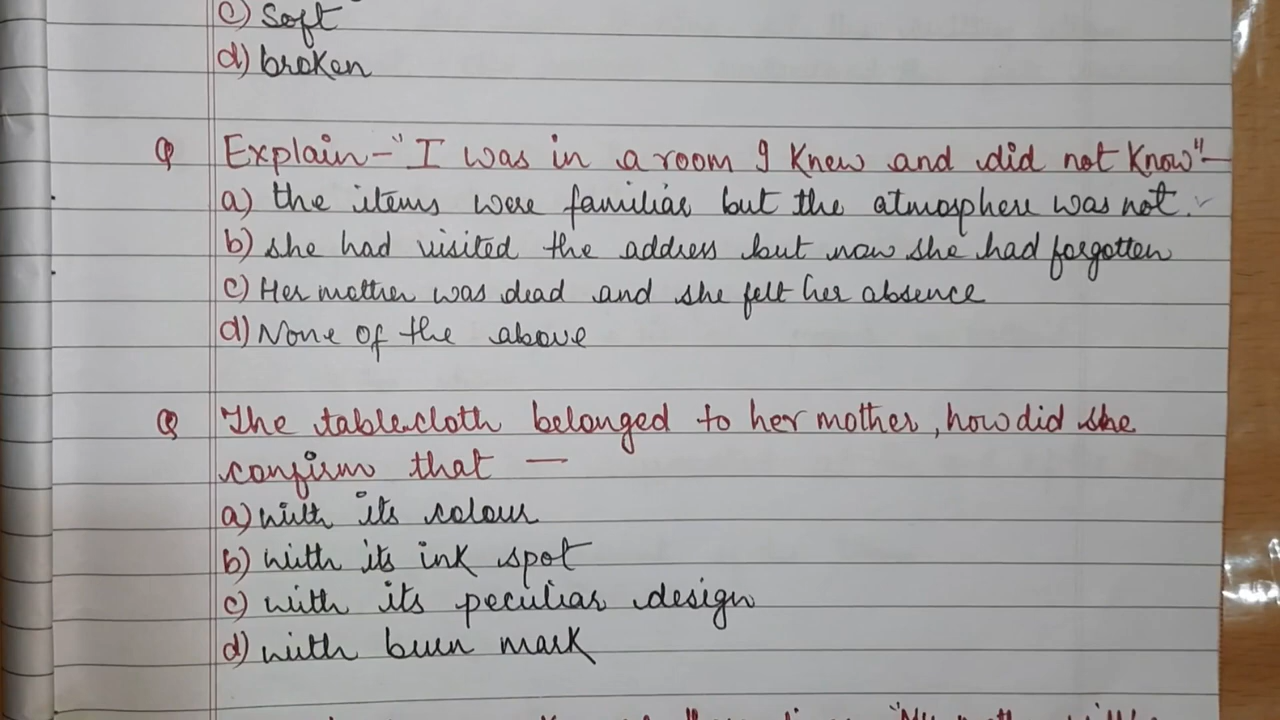 c) Soft
d) broken
Q Explain - "I was in a room I knew and did not know" -
a) the items were familiar but the atmosphere was not.
b) she had visited the address but now she had forgotten
c) Her mother was dead and she felt her absence
d) None of the above
Q The tablecloth belonged to her mother, how did she
confirm that —
a) with its colour
b) with its ink spot
c) with its peculiar design
d) with burn mark